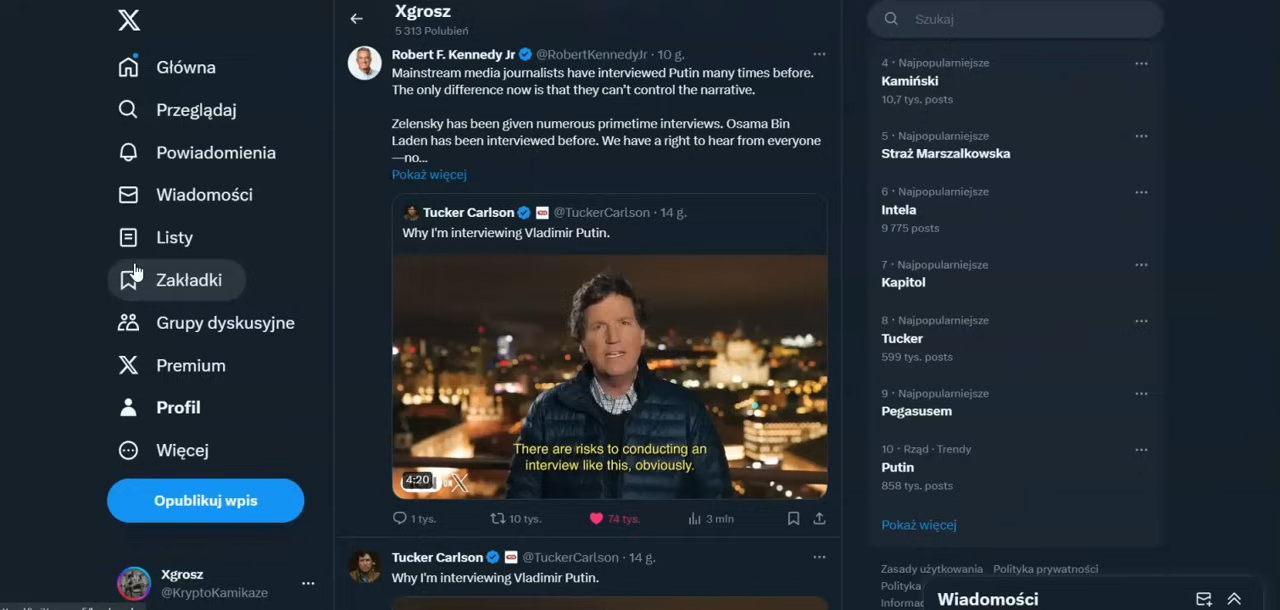 Główna
Przeglądaj
Powiadomienia
Wiadomości
Listy
Zakładki
Grupy dyskusyjne
Premium
Profil
Więcej
Opublikuj wpis
Xgrosz
@KryptoKamikaze
Xgrosz
5 313 Polubień
Robert F. Kennedy Jr @RobertKennedyJr · 10 g.
Mainstream media journalists have interviewed Putin many times before.
The only difference now is that they can't control the narrative.
Zelensky has been given numerous primetime interviews. Osama Bin
Laden has been interviewed before. We have a right to hear from everyone
—no...
Pokaż więcej
Tucker Carlson @TuckerCarlson · 14 g.
Why I'm interviewing Vladimir Putin.
There are risks to conducting an
interview like this, obviously.
4:20
1 tys. 10 tys. 74 tys. 3 mln
Tucker Carlson @TuckerCarlson · 14 g.
Why I'm interviewing Vladimir Putin.
Szukaj
4 · Najpopularniejsze
Kamiński
10,7 tys. posts
5 · Najpopularniejsze
Straż Marszałkowska
6 · Najpopularniejsze
Intela
9 775 posts
7 · Najpopularniejsze
Kapitol
8 · Najpopularniejsze
Tucker
599 tys. posts
9 · Najpopularniejsze
Pegasusem
10 · Rząd · Trendy
Putin
858 tys. posts
Pokaż więcej
Zasady użytkowania Polityka prywatności
Polityka
Wiadomości